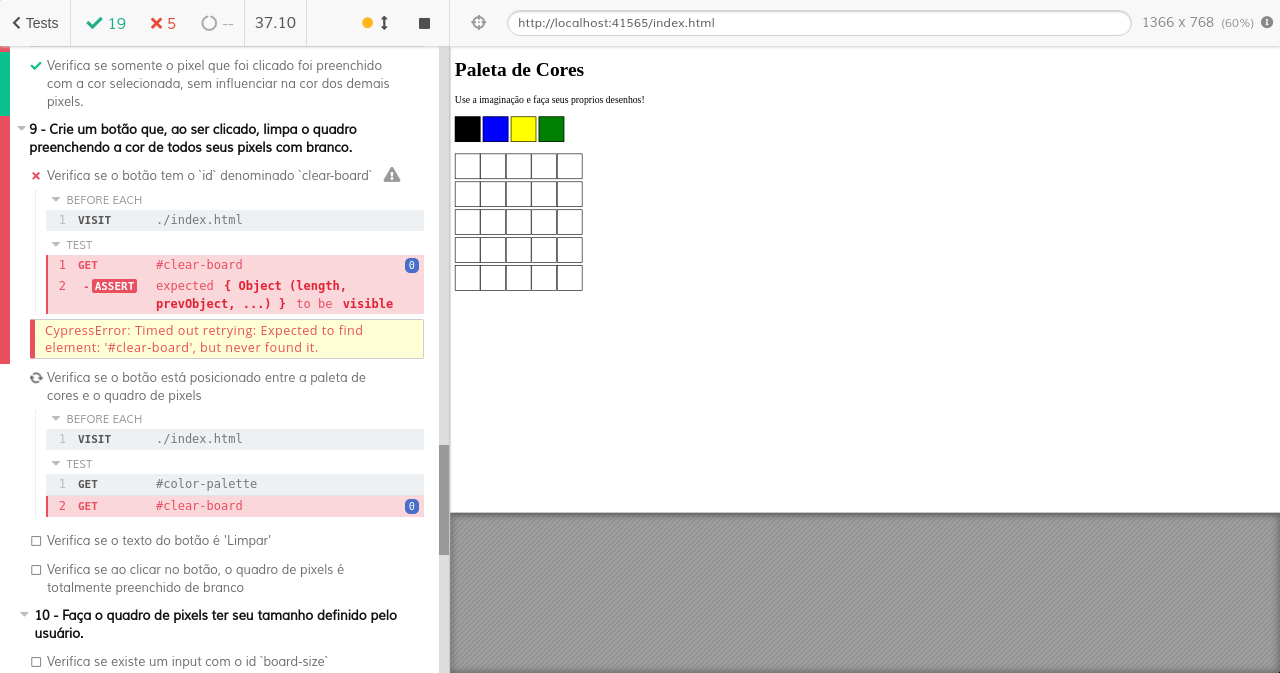 Tests 19 5 -- 37.10
http://localhost:41565/index.html 1366 x 768 (60%)
Verifica se somente o pixel que foi clicado foi preenchido
com a cor selecionada, sem influenciar na cor dos demais
pixels.
9 - Crie um botão que, ao ser clicado, limpa o quadro
preenchendo a cor de todos seus pixels com branco.
Verifica se o botão tem o `id` denominado `clear-board`
BEFORE EACH
1 VISIT ./index.html
TEST
1 GET #clear-board 0
2 -ASSERT expected { Object (length,
prevObject, ...) } to be visible
CypressError: Timed out retrying: Expected to find
element: '#clear-board', but never found it.
Verifica se o botão está posicionado entre a paleta de
cores e o quadro de pixels
BEFORE EACH
1 VISIT ./index.html
TEST
1 GET #color-palette
2 GET #clear-board 0
Verifica se o texto do botão é 'Limpar'
Verifica se ao clicar no botão, o quadro de pixels é
totalmente preenchido de branco
10 - Faça o quadro de pixels ter seu tamanho definido pelo
usuário.
Verifica se existe um input com o id `board-size`
Paleta de Cores
Use a imaginação e faça seus proprios desenhos!